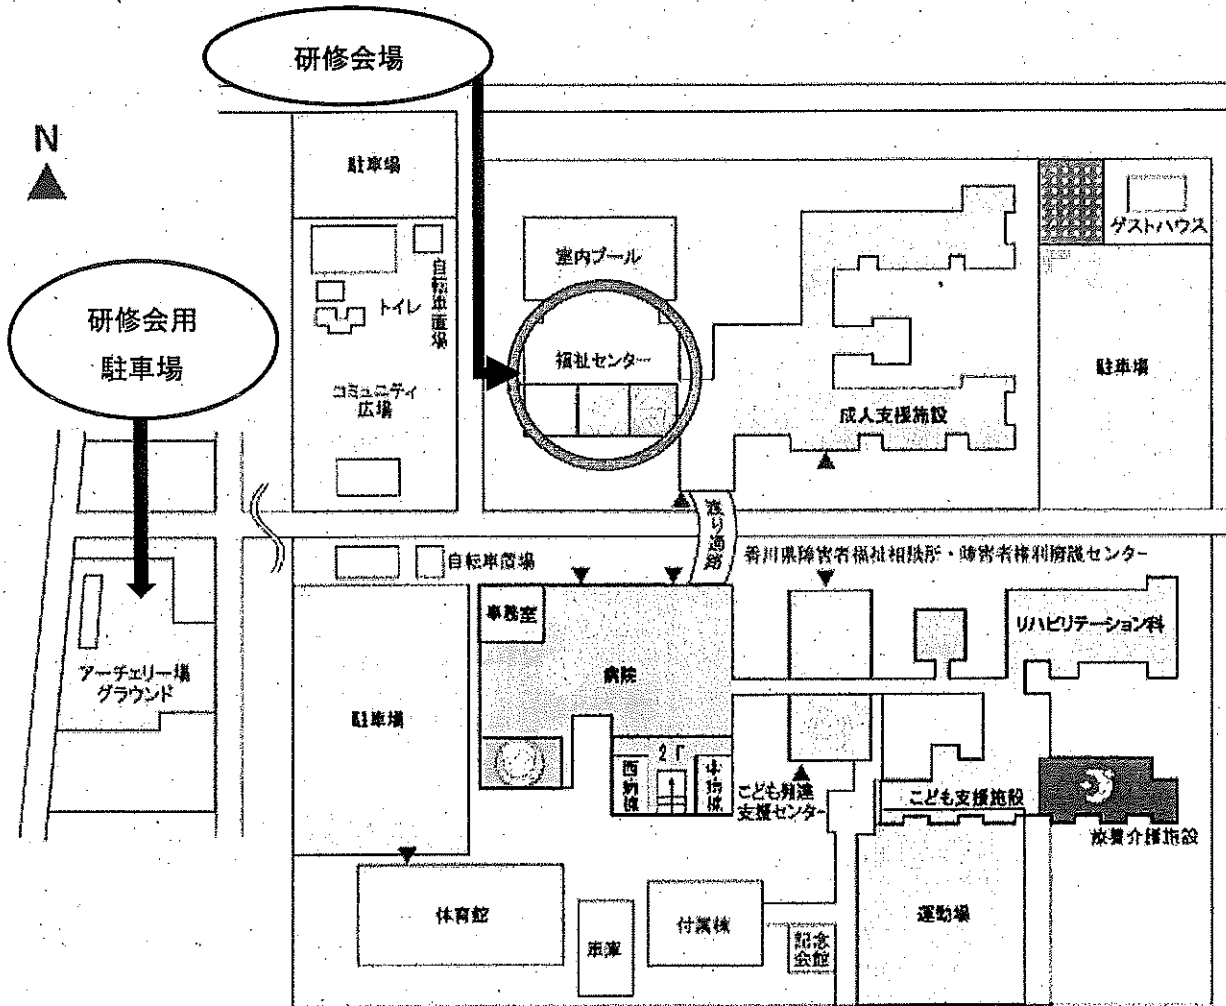 研修会場
N
駐車場
ゲストハウス
室内プール
自転車置場
トイレ
研修会用
駐車場
福祉センター
コミュニティ
広場
駐車場
成人支援施設
渡り通路
自転車置場
香川県障害者福祉相談所・障害者権利擁護センター
事務室
リハビリテーション科
病院
アーチェリー場
グラウンド
駐車場
西病棟
こども発達
支援センター
こども支援施設
療養介護施設
体育館
車庫
付属棟
記念
会館
運動場